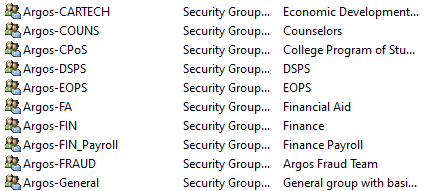 Argos-CARTECH Security Group... Economic Development...
Argos-COUNS Security Group... Counselors
Argos-CPoS Security Group... College Program of Stu...
Argos-DSPS Security Group... DSPS
Argos-EOPS Security Group... EOPS
Argos-FA Security Group... Financial Aid
Argos-FIN Security Group... Finance
Argos-FIN_Payroll Security Group... Finance Payroll
Argos-FRAUD Security Group... Argos Fraud Team
Argos-General Security Group... General group with basi...